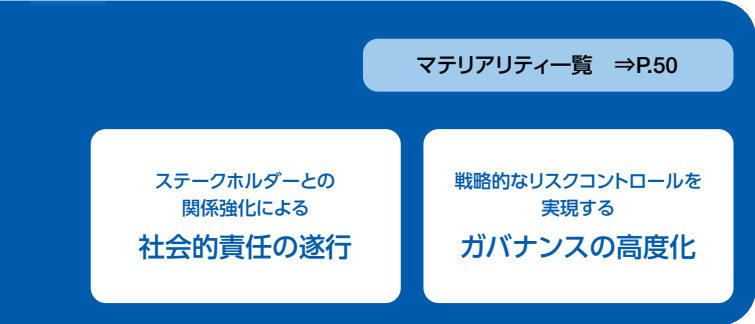 マテリアリティ一覧　⇒P.50
ステークホルダーとの
関係強化による
社会的責任の遂行
戦略的なリスクコントロールを
実現する
ガバナンスの高度化